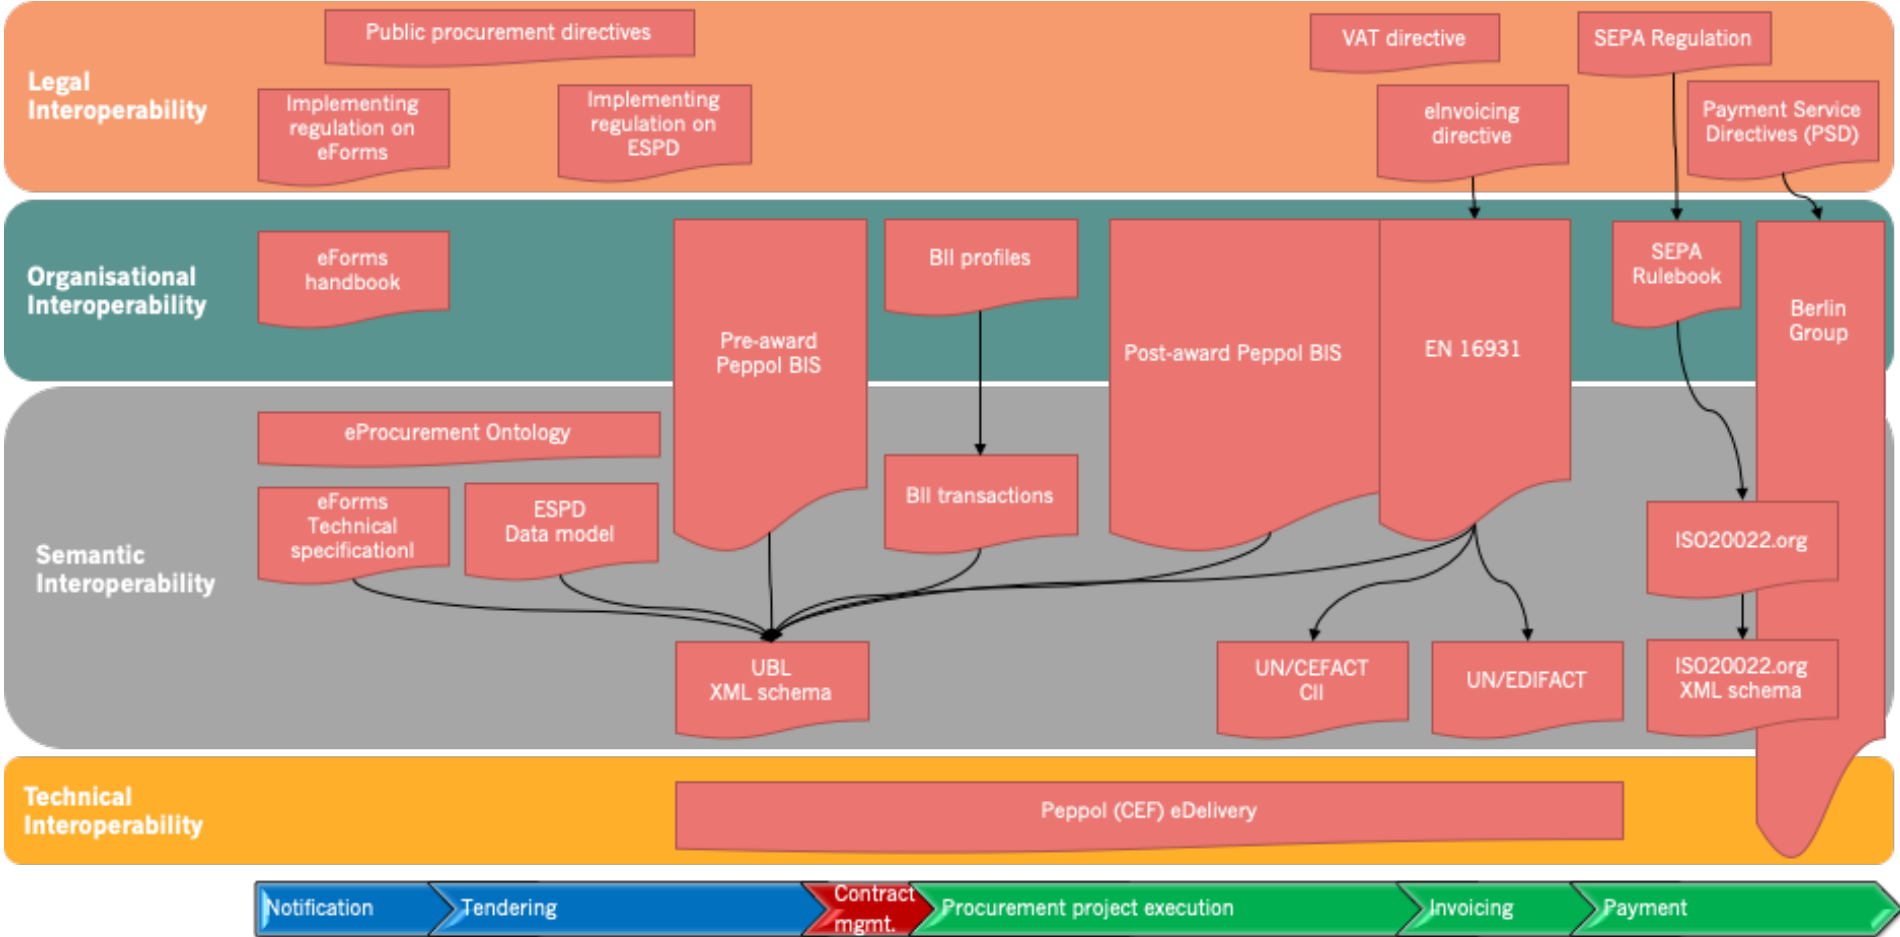 Legal
Interoperability
Public procurement directives
Implementing
regulation on
eForms
Implementing
regulation on
ESPD
VAT directive
eInvoicing
directive
SEPA Regulation
Payment Service
Directives (PSD)
Organisational
Interoperability
eForms
handbook
Pre-award
Peppol BIS
BII profiles
Post-award Peppol BIS
EN 16931
SEPA
Rulebook
Berlin
Group
Semantic
Interoperability
eProcurement Ontology
eForms
Technical
specificationl
ESPD
Data model
BII transactions
ISO20022.org
UBL
XML schema
UN/CEFACT
CII
UN/EDIFACT
ISO20022.org
XML schema
Technical
Interoperability
Peppol (CEF) eDelivery
Notification
Tendering
Contract
mgmt.
Procurement project execution
Invoicing
Payment